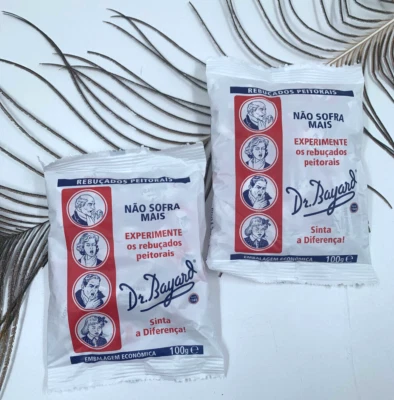 REBUÇADOS PEITORAIS
NÃO SOFRA
MAIS
EXPERIMENTE
os rebuçados
peitorais
Dr. Bayard
Sinta
a Diferença!
EMBALAGEM ECONÓMICA 100g e
REBUÇADOS PEITORAIS
NÃO SOFRA
MAIS
EXPERIMENTE
os rebuçados
peitorais
Dr. Bayard
Sinta
a Diferença!
EMBALAGEM ECONÓMICA 100g e